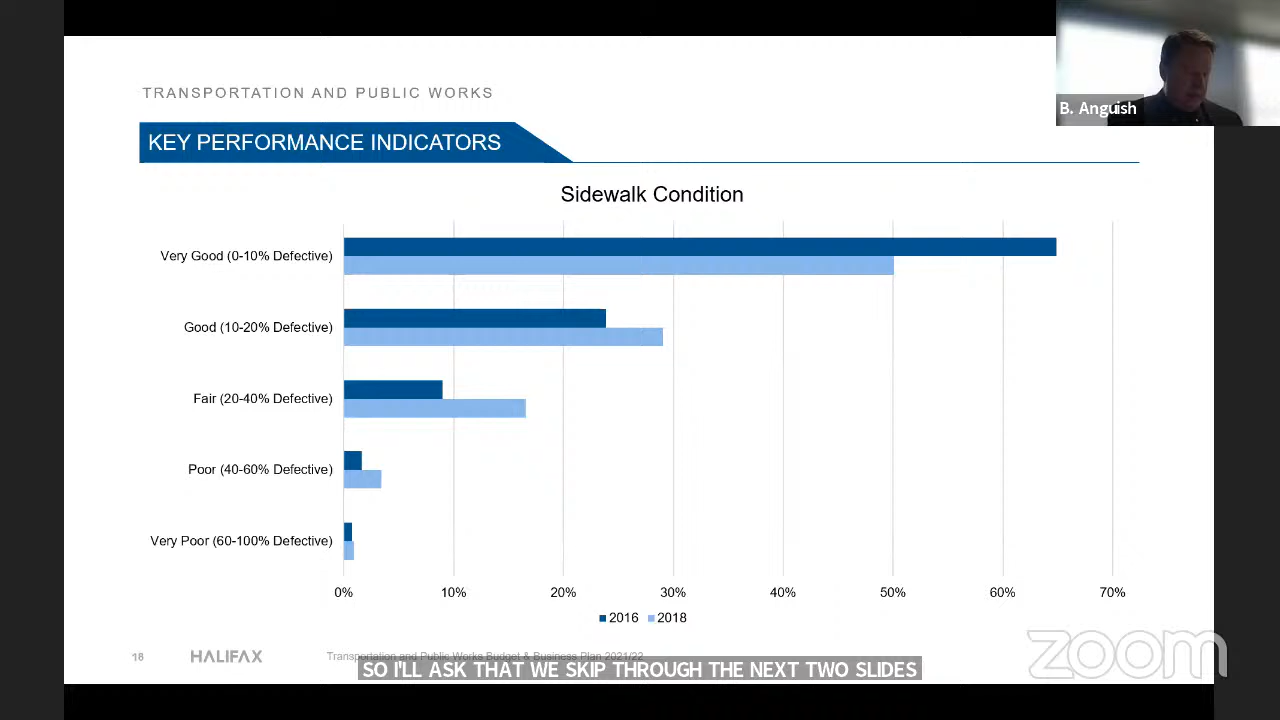 B. Anguish
TRANSPORTATION AND PUBLIC WORKS
KEY PERFORMANCE INDICATORS
Sidewalk Condition
Very Good (0-10% Defective)
Good (10-20% Defective)
Fair (20-40% Defective)
Poor (40-60% Defective)
Very Poor (60-100% Defective)
0% 10% 20% 30% 40% 50% 60% 70%
2016 2018
18 HALIFAX Transportation and Public Works Budget & Business Plan 2021/22
SO I'LL ASK THAT WE SKIP THROUGH THE NEXT TWO SLIDES
zoom